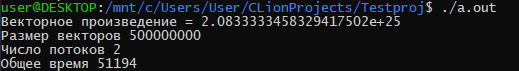 user@DESKTOP:/mnt/c/Users/User/CLionProjects/Testproj$ ./a.out
Векторное произведение = 2.0833333458329417502e+25
Размер векторов 500000000
Число потоков 2
Общее время 51194